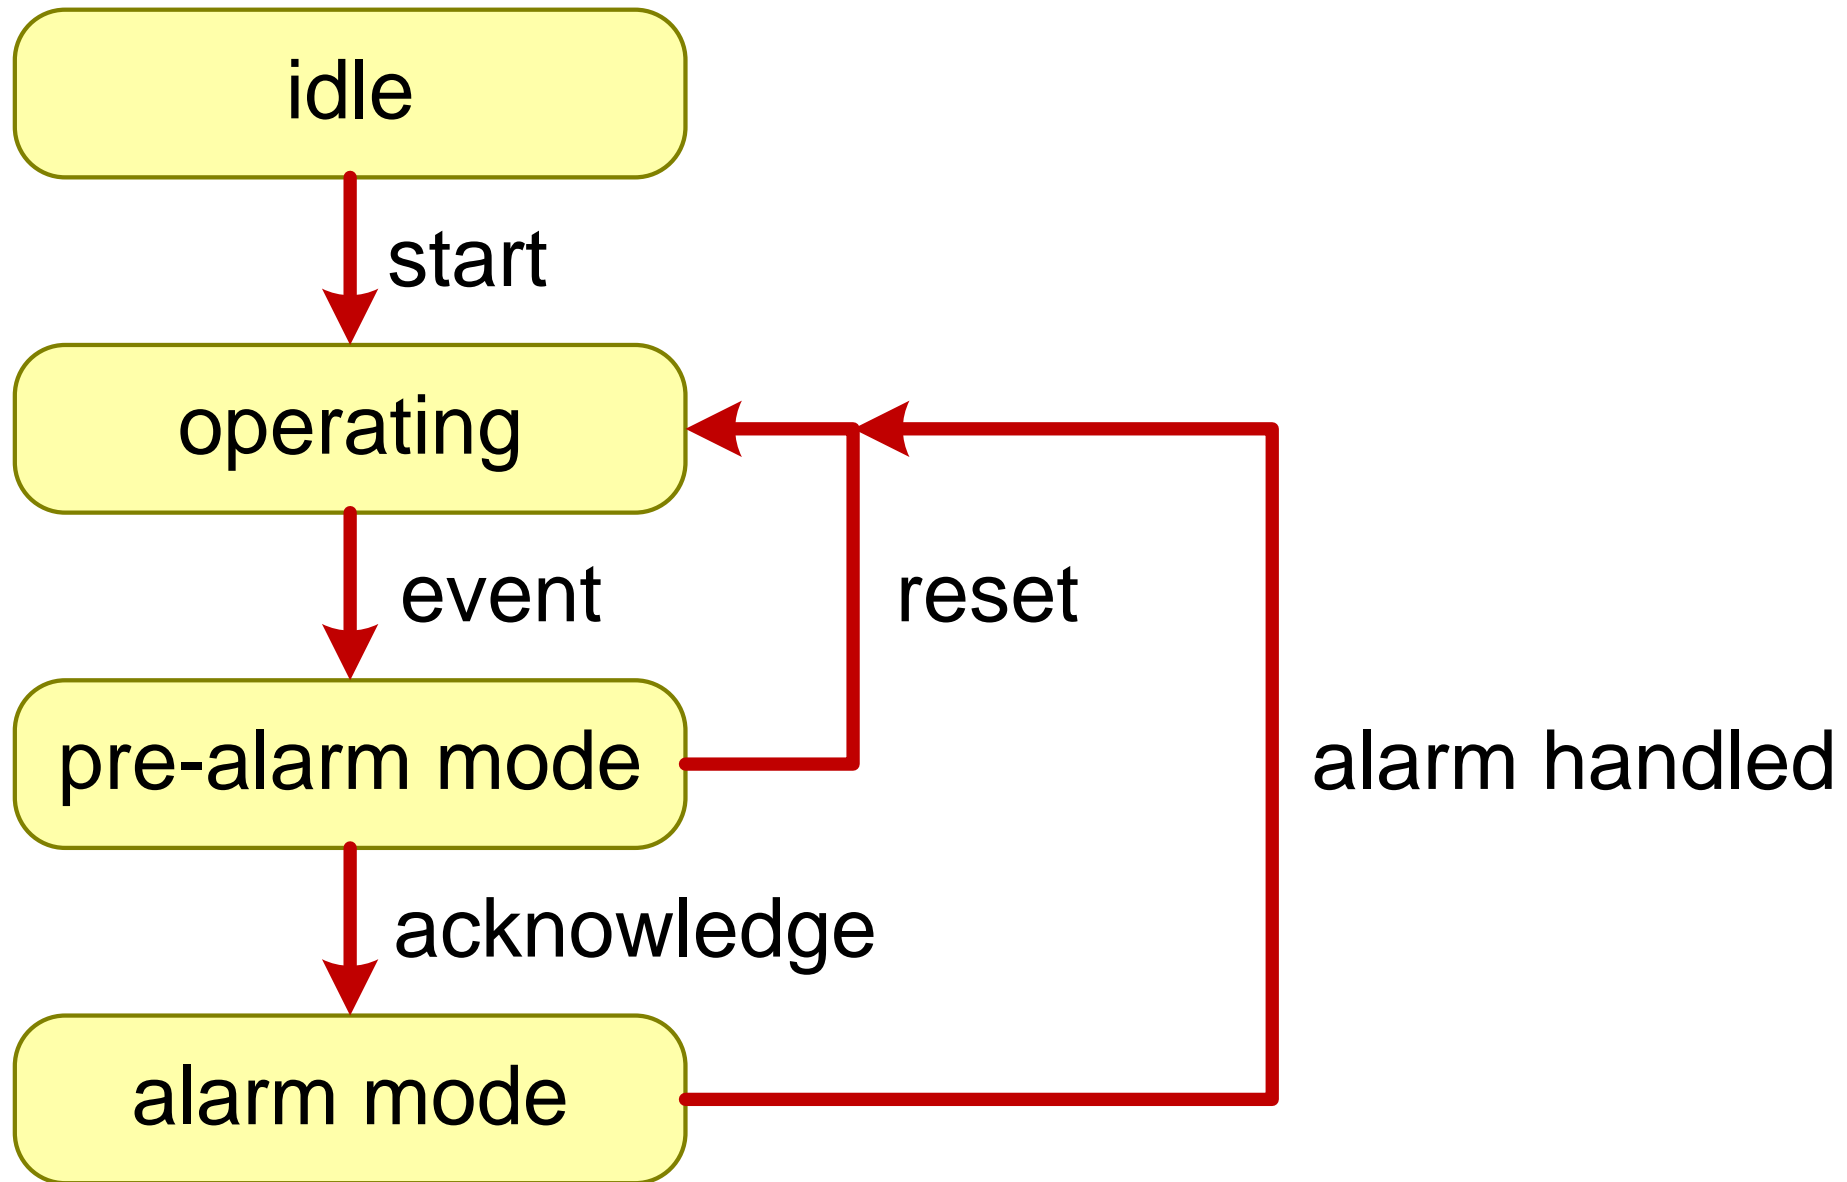 idle
start
operating
event
reset
pre-alarm mode
alarm handled
acknowledge
alarm mode